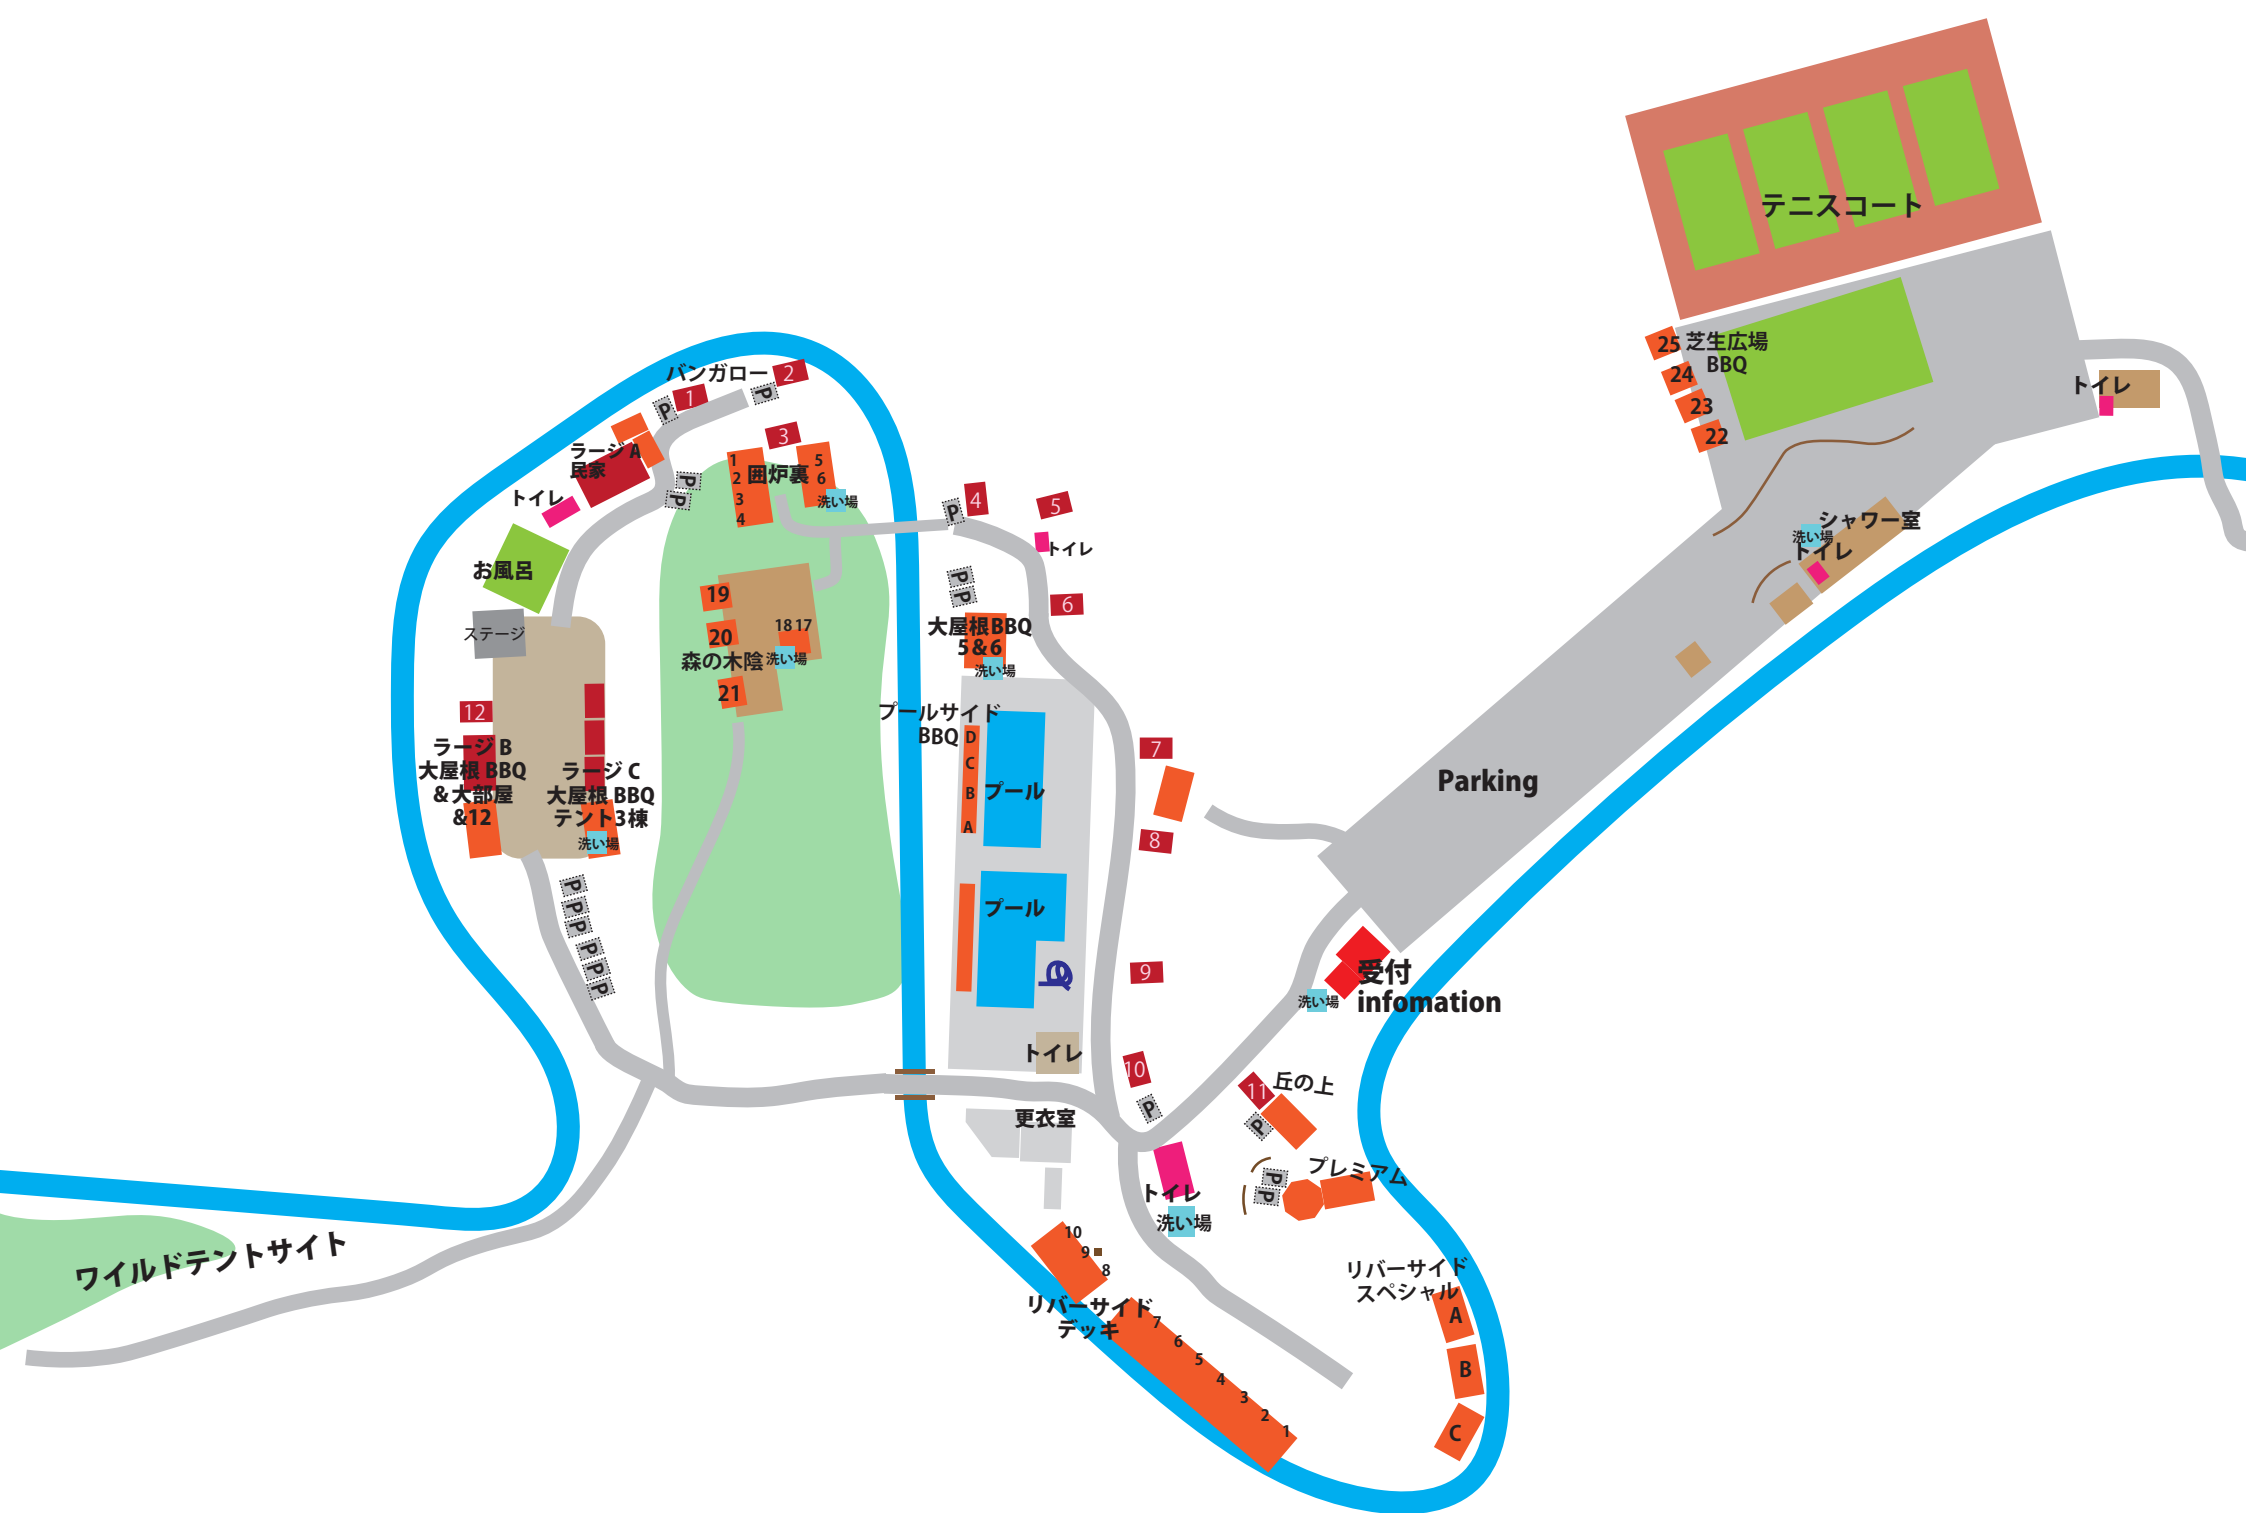 テニスコート
25
芝生広場
BBQ
24
23
22
トイレ
シャワー室
洗い場
トイレ
Parking
受付
infomation
洗い場
バンガロー
2
P
1
P
3
ラージ A
民家
トイレ
P
P
お風呂
ステージ
1
2
3
4
囲炉裏
5
6
洗い場
P
4
5
トイレ
P
P
6
大屋根BBQ
5&6
洗い場
19
20
18 17
森の木陰
洗い場
21
12
ラージ B
大屋根 BBQ
&大部屋
&12
ラージ C
大屋根 BBQ
テント3棟
洗い場
P
P
P
P
P
P
プールサイド
BBQ
D
C
B
A
プール
プール
トイレ
7
8
9
10
P
更衣室
11
丘の上
P
プレミアム
P
P
トイレ
洗い場
リバーサイド
スペシャル
A
B
C
10
9
8
リバーサイド
デッキ
7
6
5
4
3
2
1
ワイルドテントサイト